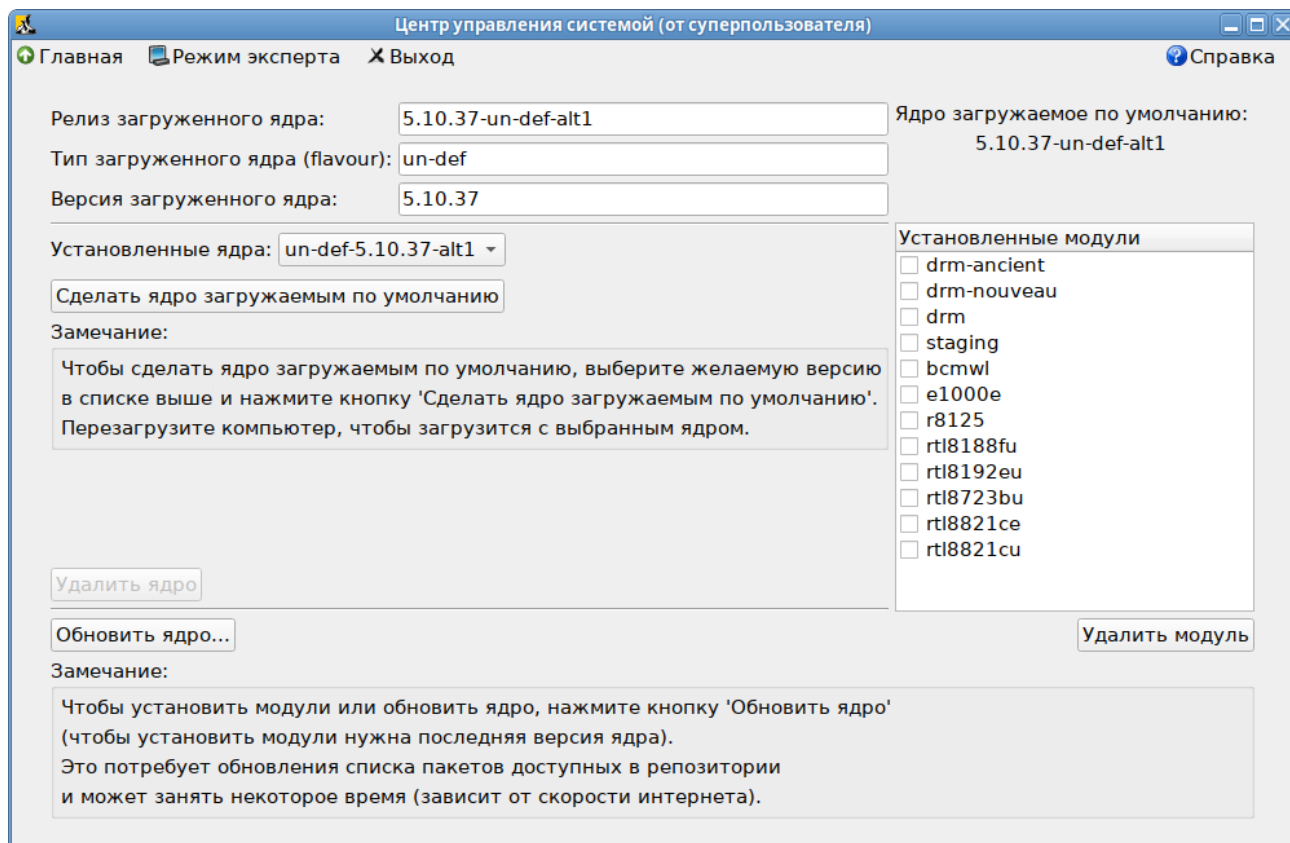 Центр управления системой (от суперпользователя)
Главная Режим эксперта Выход Справка
Релиз загруженного ядра: 5.10.37-un-def-alt1
Тип загруженного ядра (flavour): un-def
Версия загруженного ядра: 5.10.37
Ядро загружаемое по умолчанию:
5.10.37-un-def-alt1
Установленные ядра: un-def-5.10.37-alt1
Сделать ядро загружаемым по умолчанию
Замечание:
Чтобы сделать ядро загружаемым по умолчанию, выберите желаемую версию
в списке выше и нажмите кнопку 'Сделать ядро загружаемым по умолчанию'.
Перезагрузите компьютер, чтобы загрузится с выбранным ядром.
Удалить ядро
Установленные модули
drm-ancient
drm-nouveau
drm
staging
bcmwl
e1000e
r8125
rtl8188fu
rtl8192eu
rtl8723bu
rtl8821ce
rtl8821cu
Обновить ядро...
Удалить модуль
Замечание:
Чтобы установить модули или обновить ядро, нажмите кнопку 'Обновить ядро'
(чтобы установить модули нужна последняя версия ядра).
Это потребует обновления списка пакетов доступных в репозитории
и может занять некоторое время (зависит от скорости интернета).